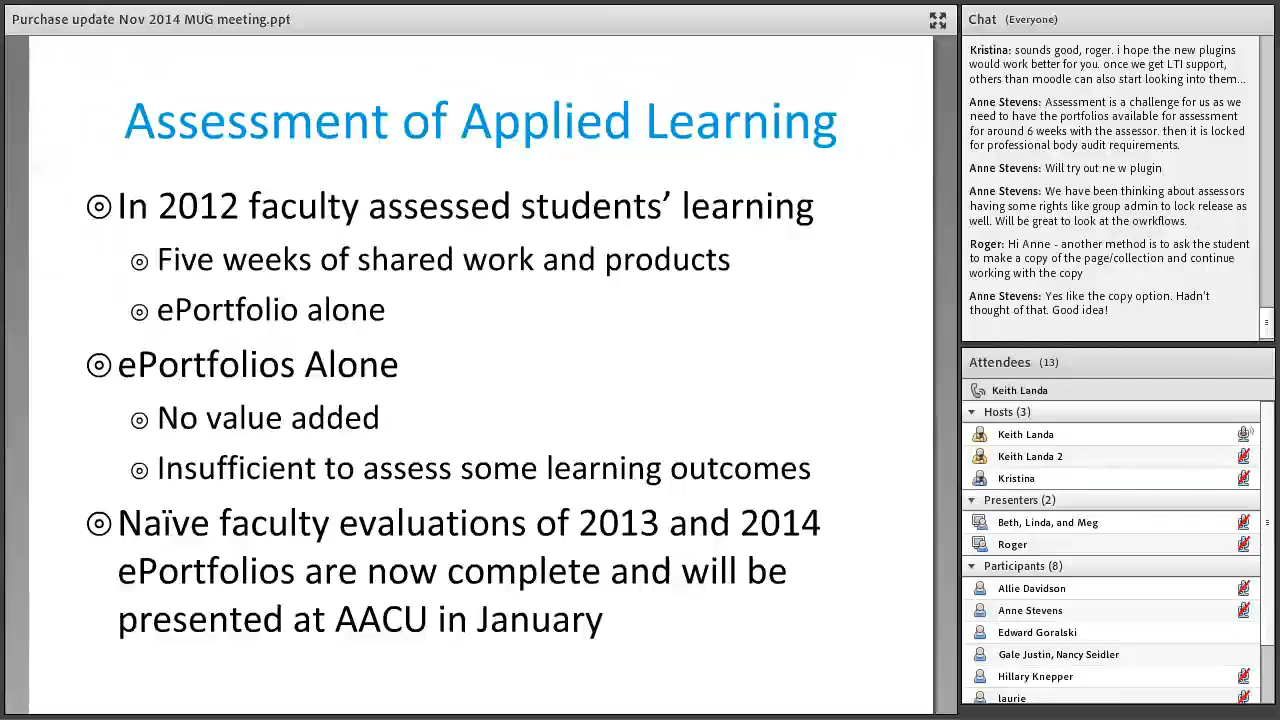 Purchase update Nov 2014 MUG meeting.ppt
Assessment of Applied Learning
In 2012 faculty assessed students’ learning
Five weeks of shared work and products
ePortfolio alone
ePortfolios Alone
No value added
Insufficient to assess some learning outcomes
Naïve faculty evaluations of 2013 and 2014
ePortfolios are now complete and will be
presented at AACU in January
Chat (Everyone)
Kristina: sounds good, roger. i hope the new plugins
would work better for you. once we get LTI support,
others than moodle can also start looking into them...
Anne Stevens: Assessment is a challenge for us as we
need to have the portfolios available for assessment
for around 6 weeks with the assessor. then it is locked
for professional body audit requirements.
Anne Stevens: Will try out ne w plugin
Anne Stevens: We have been thinking about assessors
having some rights like group admin to lock release as
well. Will be great to look at the owrkflows.
Roger: Hi Anne - another method is to ask the student
to make a copy of the page/collection and continue
working with the copy
Anne Stevens: Yes like the copy option. Hadn't
thought of that. Good idea!
Attendees (13)
Keith Landa
Hosts (3)
Keith Landa
Keith Landa 2
Kristina
Presenters (2)
Beth, Linda, and Meg
Roger
Participants (8)
Allie Davidson
Anne Stevens
Edward Goralski
Gale Justin, Nancy Seidler
Hillary Knepper
laurie